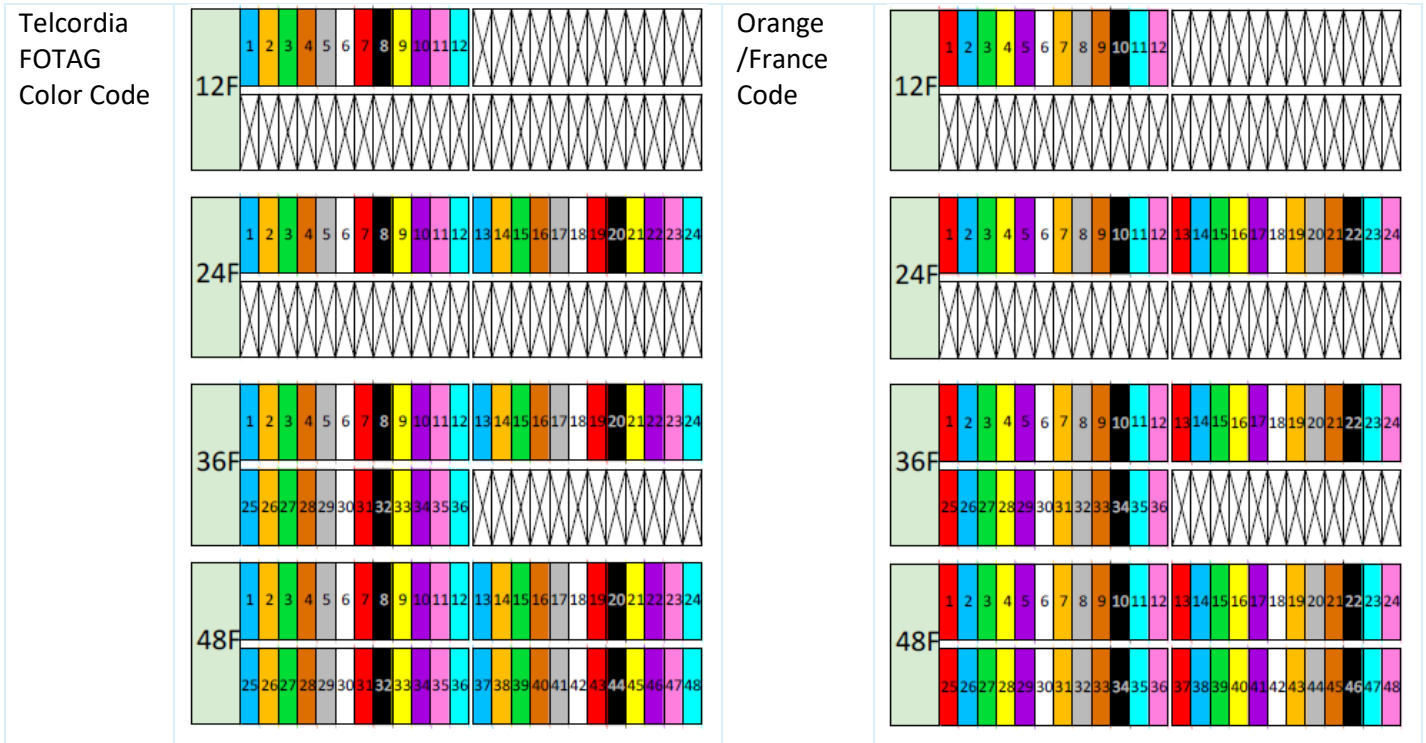 Telcordia
FOTAG
Color Code
12F
1 2 3 4 5 6 7 8 9 10 11 12
24F
1 2 3 4 5 6 7 8 9 10 11 12 13 14 15 16 17 18 19 20 21 22 23 24
36F
1 2 3 4 5 6 7 8 9 10 11 12 13 14 15 16 17 18 19 20 21 22 23 24
25 26 27 28 29 30 31 32 33 34 35 36
48F
1 2 3 4 5 6 7 8 9 10 11 12 13 14 15 16 17 18 19 20 21 22 23 24
25 26 27 28 29 30 31 32 33 34 35 36 37 38 39 40 41 42 43 44 45 46 47 48
Orange
/France
Code
12F
1 2 3 4 5 6 7 8 9 10 11 12
24F
1 2 3 4 5 6 7 8 9 10 11 12 13 14 15 16 17 18 19 20 21 22 23 24
36F
1 2 3 4 5 6 7 8 9 10 11 12 13 14 15 16 17 18 19 20 21 22 23 24
25 26 27 28 29 30 31 32 33 34 35 36
48F
1 2 3 4 5 6 7 8 9 10 11 12 13 14 15 16 17 18 19 20 21 22 23 24
25 26 27 28 29 30 31 32 33 34 35 36 37 38 39 40 41 42 43 44 45 46 47 48